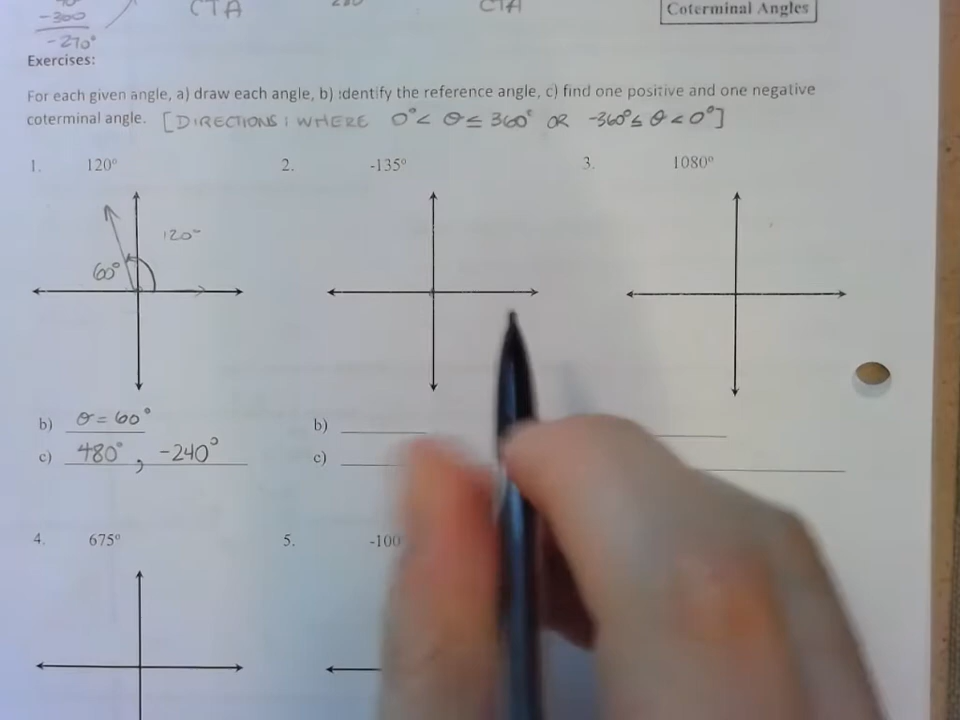 -300
CTA
CTA
Coterminal Angles
-270°
Exercises:
For each given angle, a) draw each angle, b) identify the reference angle, c) find one positive and one negative
coterminal angle. [DIRECTIONS: WHERE 0°< θ ≤ 360° OR -360°≤ θ < 0°]
1. 120° 2. -135° 3. 1080°
120°
60°
b) θ = 60° b)
c) 480° , -240° c)
4. 675° 5. -100